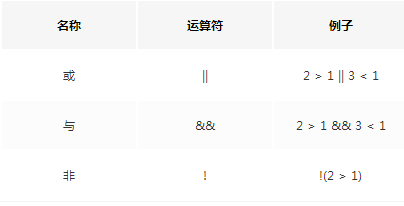 名称 运算符 例子
或 || 2 > 1 || 3 < 1
与 && 2 > 1 && 3 < 1
非 ! !(2 > 1)